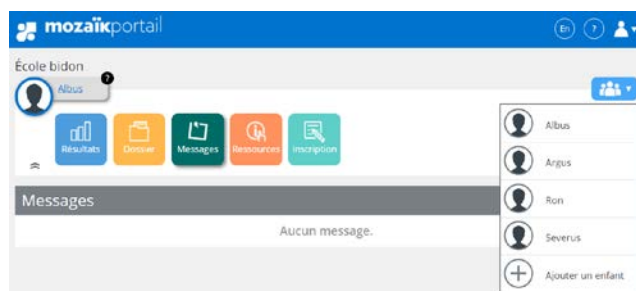 mozaïkportail
En ?
École bidon
Albus ?
Résultats Dossier Messages Ressources Inscription
Albus
Argus
Ron
Severus
Ajouter un enfant
Messages
Aucun message.